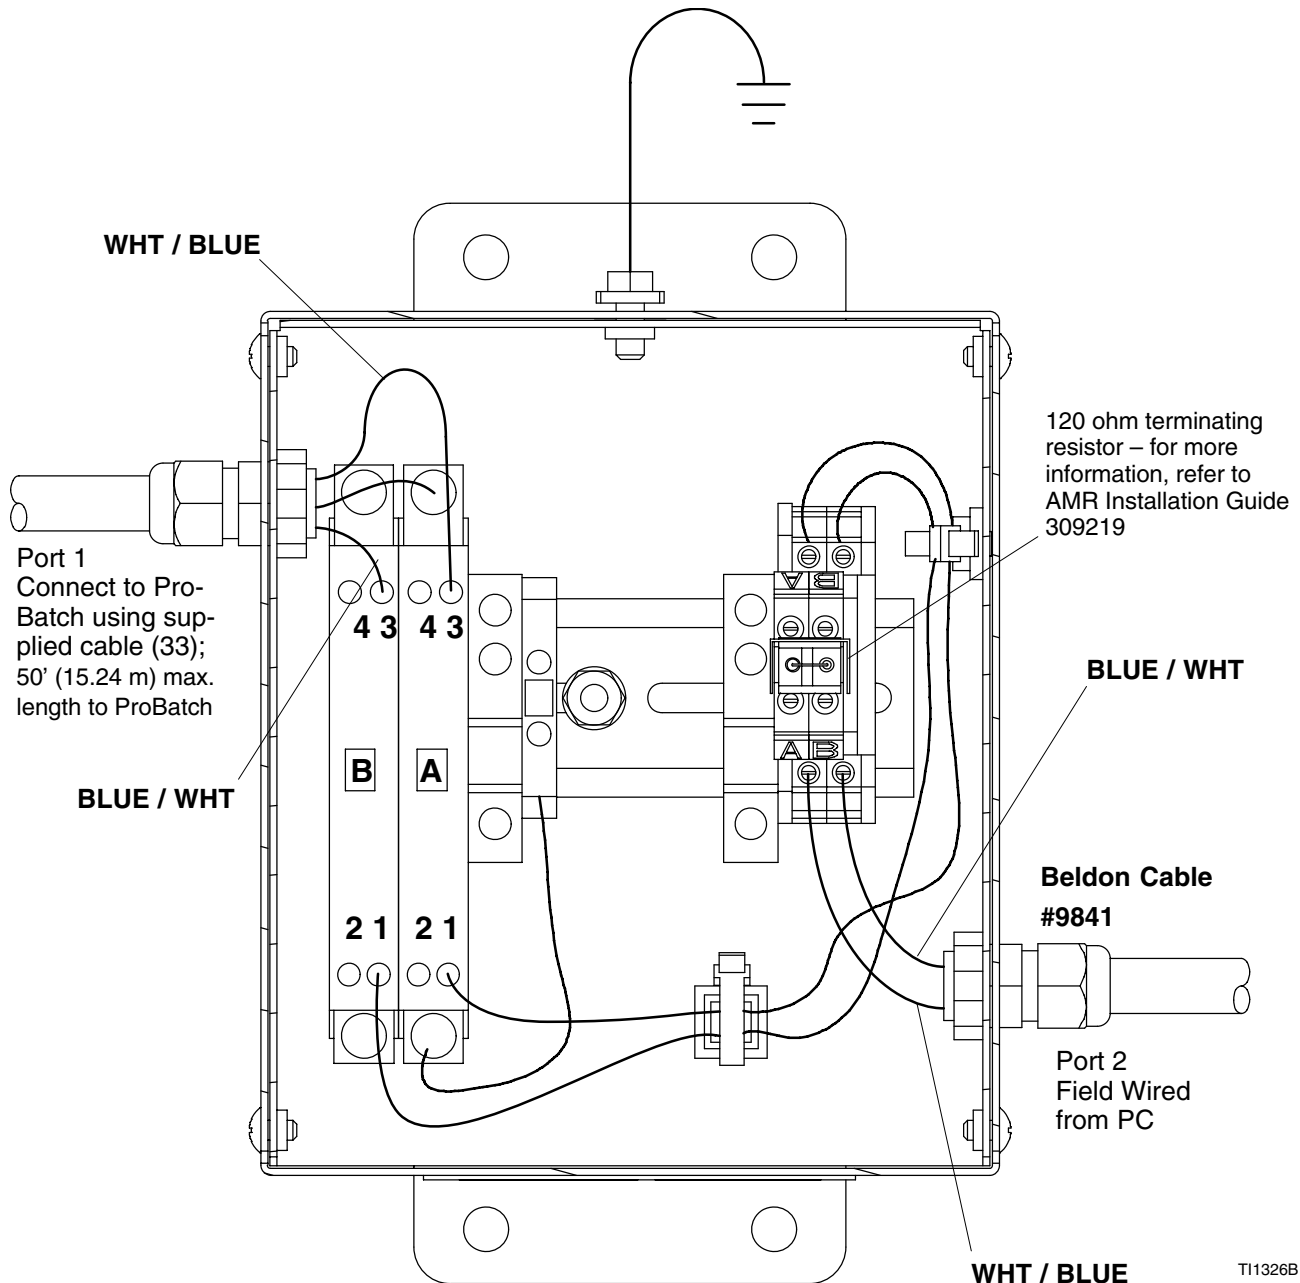 WHT / BLUE
120 ohm terminating
resistor – for more
information, refer to
AMR Installation Guide
309219
Port 1
Connect to Pro-
Batch using sup-
plied cable (33);
50’ (15.24 m) max.
length to ProBatch
4 3 4 3
A B
BLUE / WHT
B A
A B
BLUE / WHT
Beldon Cable
#9841
2 1 2 1
Port 2
Field Wired
from PC
WHT / BLUE
TI1326B